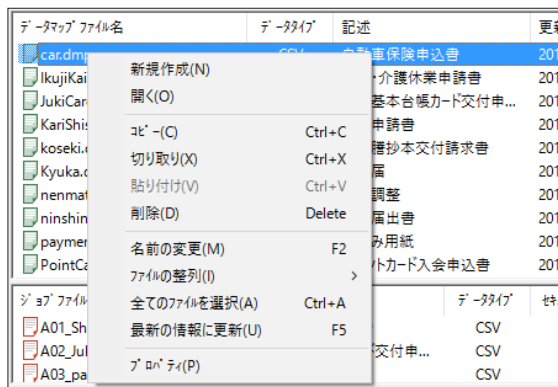 ﾃﾞｰﾀﾏｯﾌﾟ ﾌｧｲﾙ名 ﾃﾞｰﾀﾀｲﾌﾟ 記述
car.dmp 自動車保険申込書 201
IkujiKai ・介護休業申請書 201
JukiCar 基本台帳ｶｰﾄﾞ交付申... 201
KariShi 申請書 201
koseki. 謄抄本交付請求書 201
Kyuka.d 届 201
nenmat 調整 201
ninshin 届出書 201
paymen み用紙 201
PointCa ﾄｶｰﾄﾞ入会申込書 201
新規作成(N)
開く(O)
ｺﾋﾟｰ(C) Ctrl+C
切り取り(X) Ctrl+X
貼り付け(V) Ctrl+V
削除(D) Delete
名前の変更(M) F2
ﾌｧｲﾙの整列(I) >
全てのﾌｧｲﾙを選択(A) Ctrl+A
最新の情報に更新(U) F5
ﾌﾟﾛﾊﾟﾃｨ(P)
ｼﾞｮﾌﾞﾌｧｲﾙ ﾃﾞｰﾀﾀｲﾌﾟ ｾｷ
A01_Sh CSV
A02_Juk 交付申... CSV
A03_pa CSV